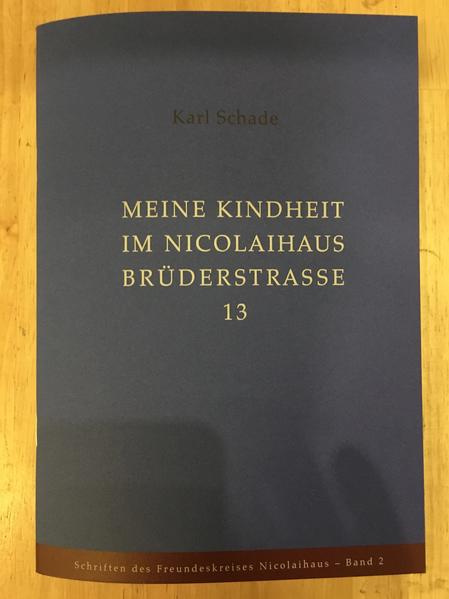 Karl Schade
MEINE KINDHEIT
IM NICOLAIHAUS
BRÜDERSTRASSE
13
Schriften des Freundeskreises Nicolaihaus – Band 2